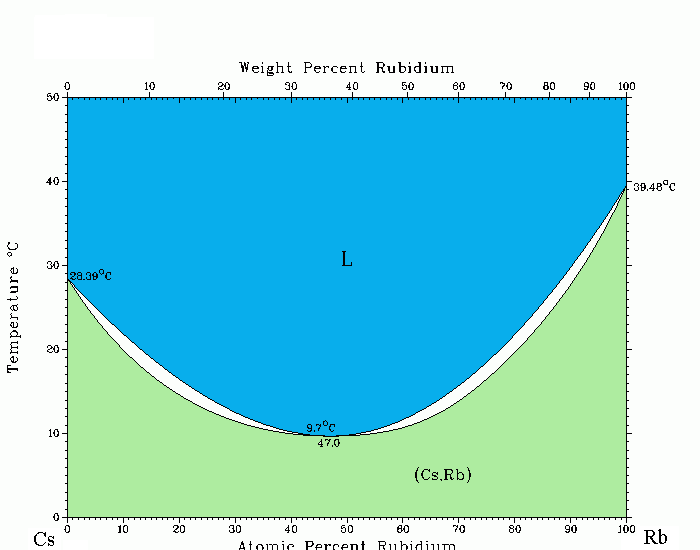 Weight Percent Rubidium
0 10 20 30 40 50 60 70 80 90 100
50
40
30
20
10
0
Temperature °C
39.48°C
L
28.39°C
9.7°C
47.0
(Cs,Rb)
0 10 20 30 40 50 60 70 80 90 100
Cs
Rb
Atomic Percent Rubidium